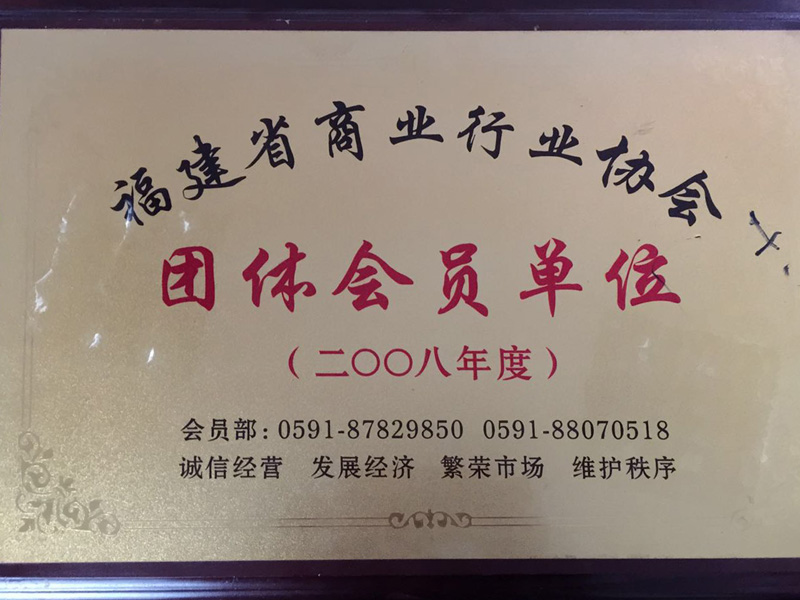 福建省商业行业协会
团体会员单位
（二〇〇八年度）
会员部：0591-87829850 0591-88070518
诚信经营 发展经济 繁荣市场 维护秩序